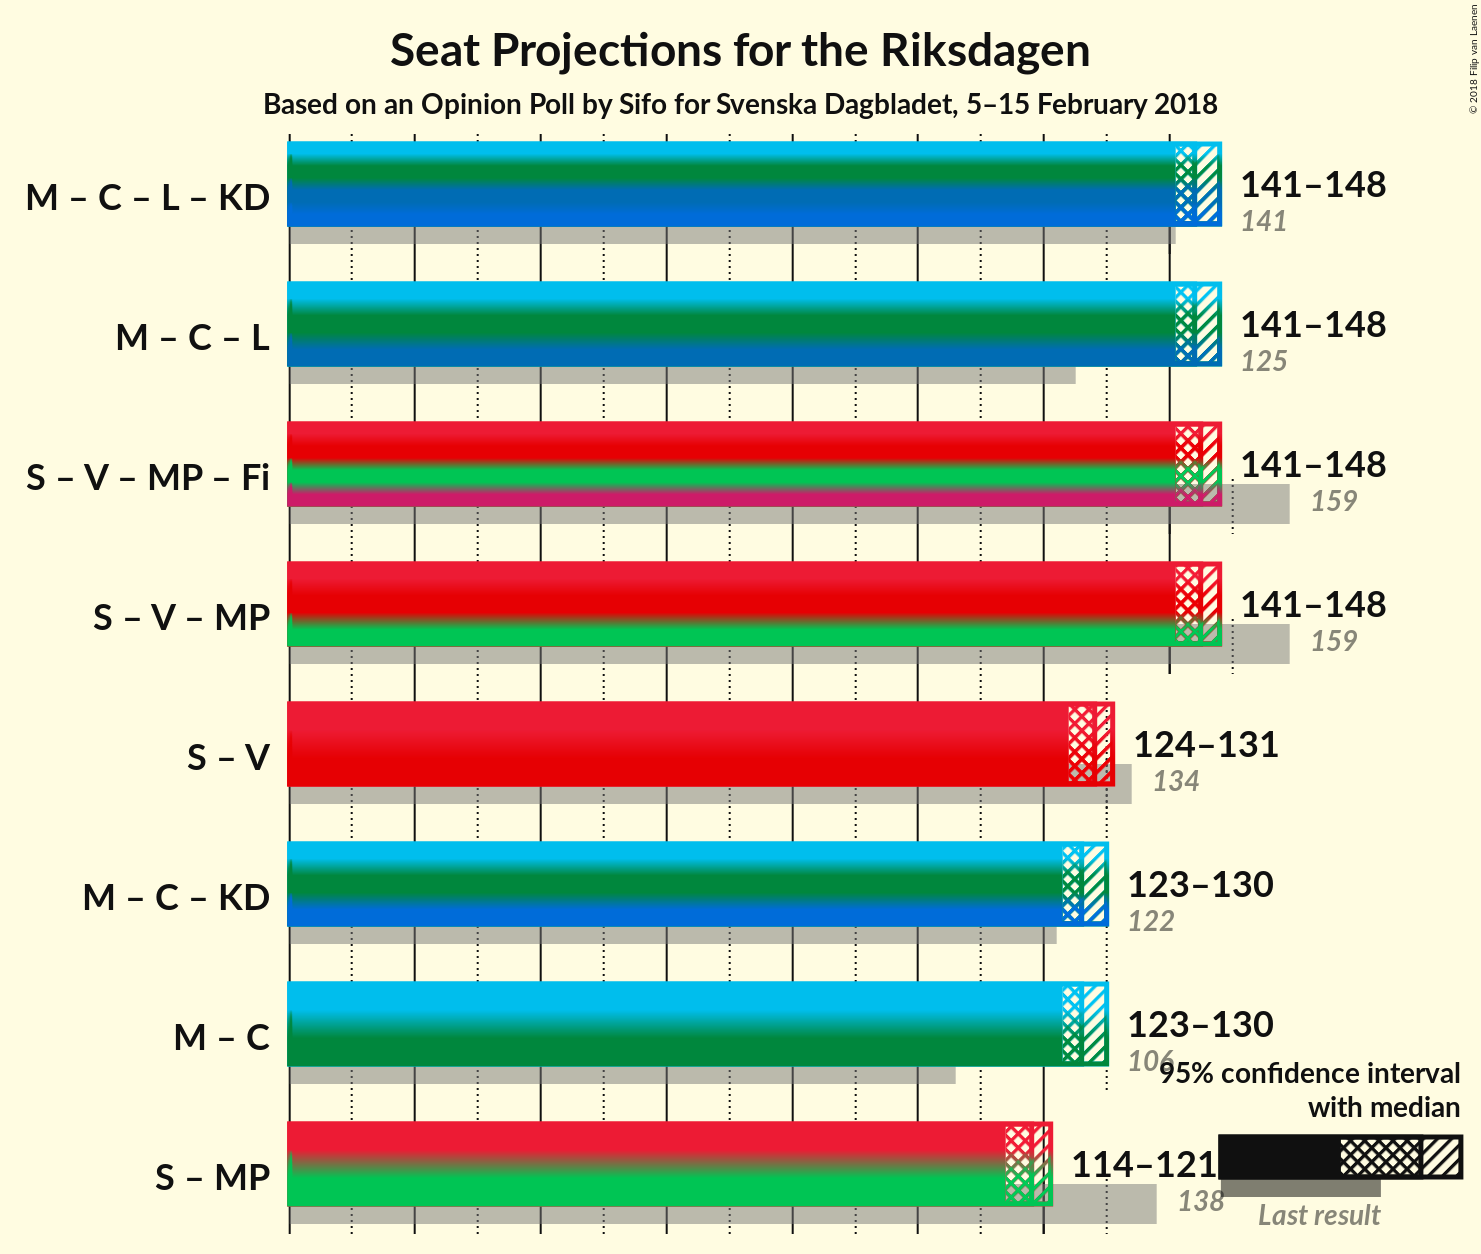 Seat Projections for the Riksdagen
Based on an Opinion Poll by Sifo for Svenska Dagbladet, 5–15 February 2018
© 2018 Filip van Laenen
M – C – L – KD
141–148
141
M – C – L
141–148
125
S – V – MP – Fi
141–148
159
S – V – MP
141–148
159
S – V
124–131
134
M – C – KD
123–130
122
M – C
123–130
106
95% confidence interval
with median
S – MP
114–121
138
Last result